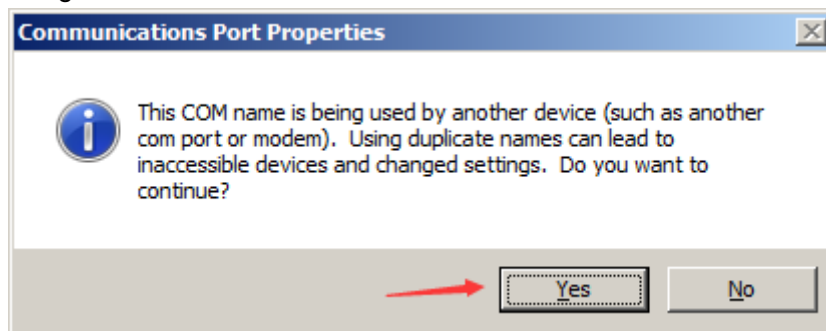 Communications Port Properties
This COM name is being used by another device (such as another
com port or modem).  Using duplicate names can lead to
inaccessible devices and changed settings.  Do you want to
continue?
Yes
No